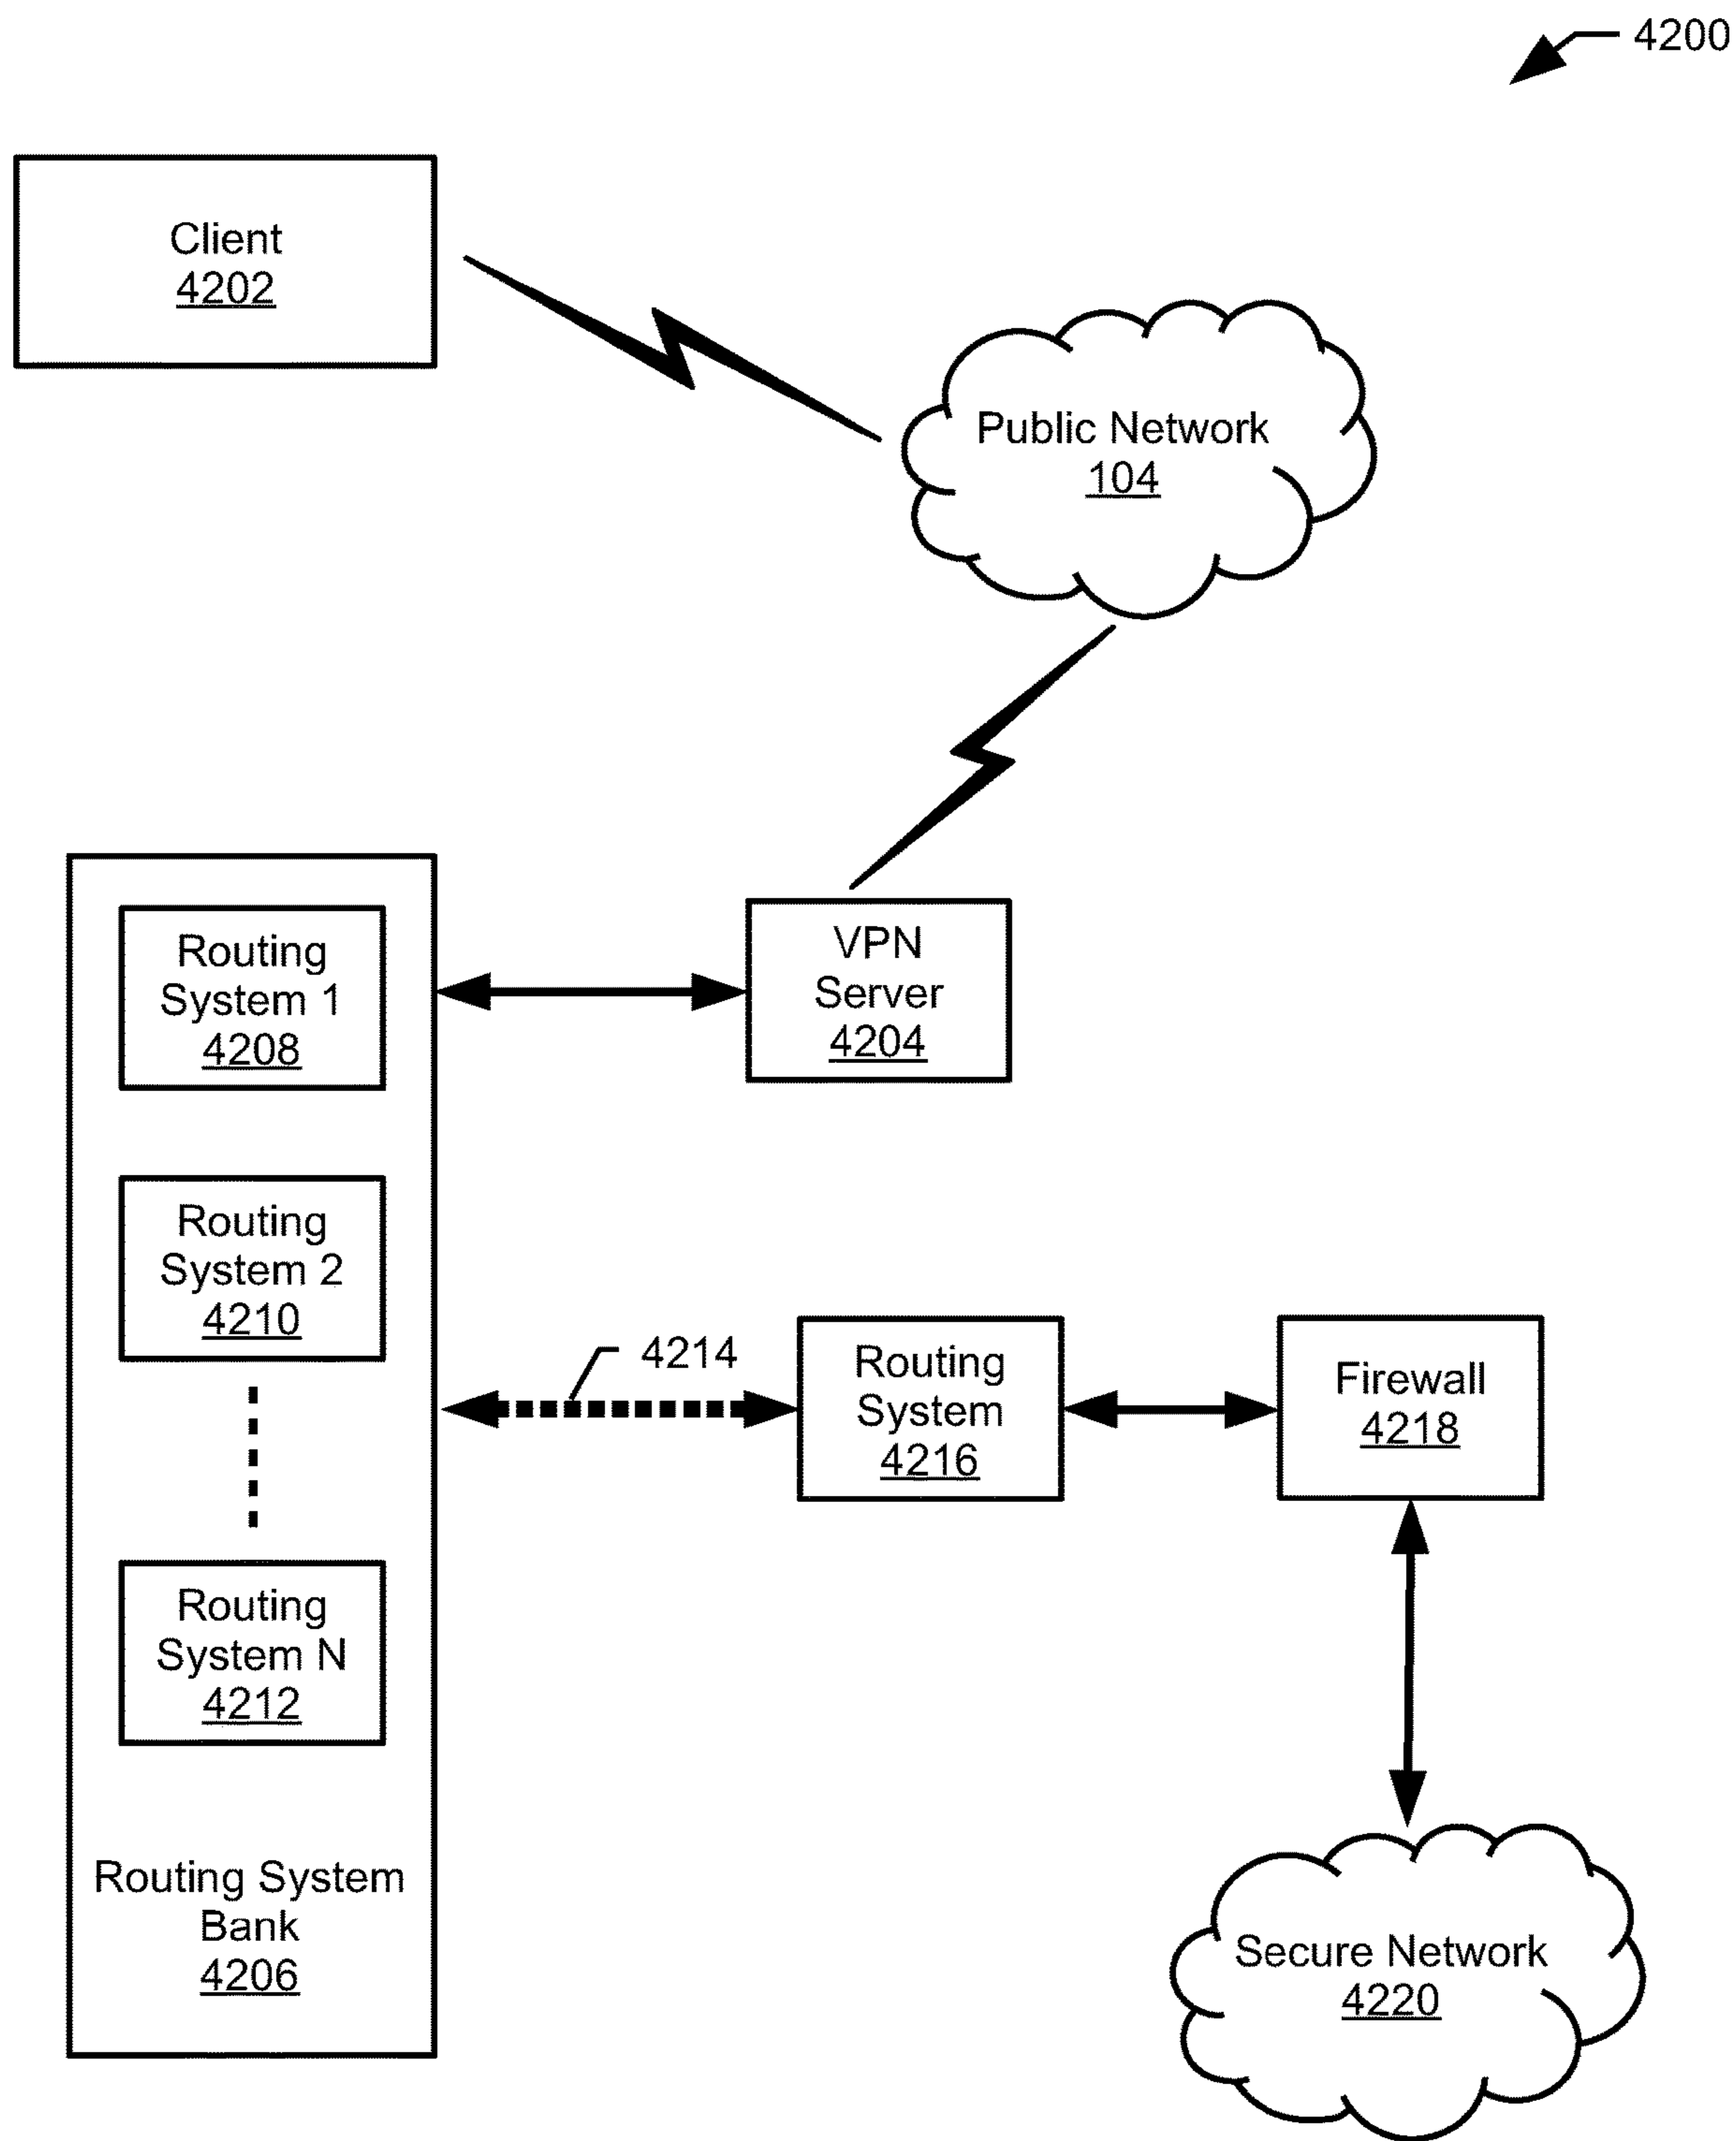 4200
Client
4202
Public Network
104
Routing
System 1
4208
VPN
Server
4204
Routing
System 2
4210
4214
Routing
System
4216
Firewall
4218
Routing
System N
4212
Routing System
Bank
4206
Secure Network
4220